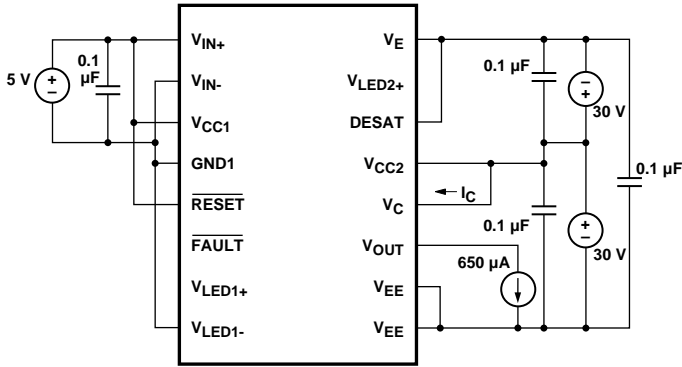 V_IN+
V_E
0.1 µF
0.1 µF
5 V
+
−
V_IN-
V_LED2+
−
+
30 V
V_CC1
DESAT
GND1
V_CC2
0.1 µF
RESET
V_C
I_C
0.1 µF
+
−
30 V
FAULT
V_OUT
650 µA
V_LED1+
V_EE
V_LED1-
V_EE